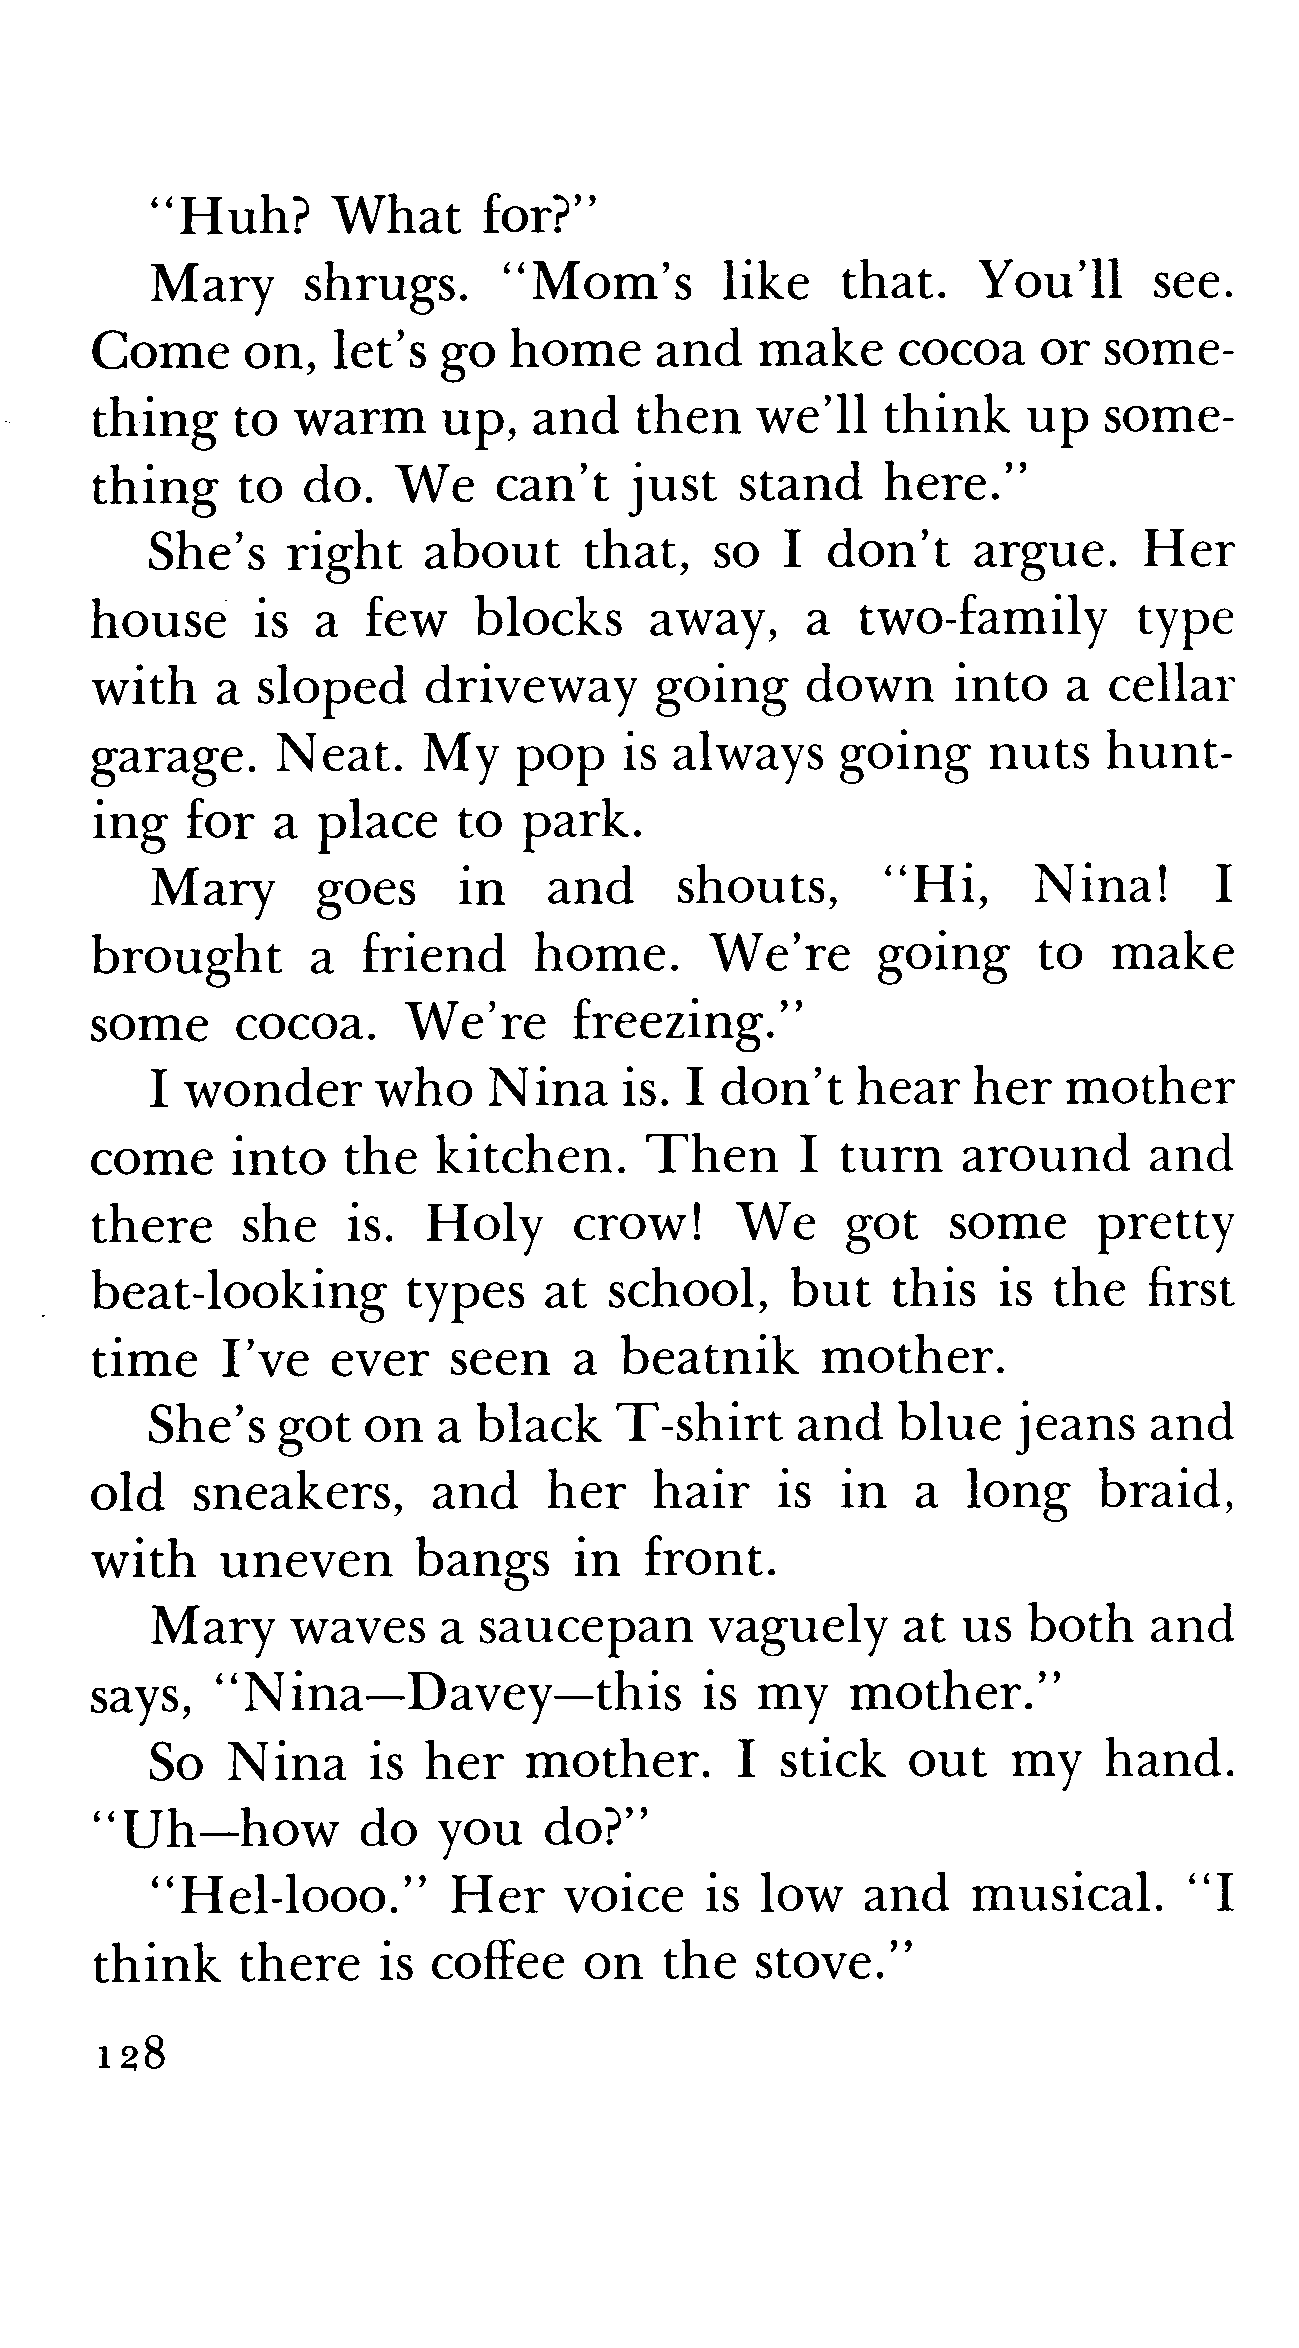 “Huh? What for?”
Mary shrugs. “Mom’s like that. You’ll see.
Come on, let’s go home and make cocoa or some-
thing to warm up, and then we’ll think up some-
thing to do. We can’t just stand here.”
She’s right about that, so I don’t argue. Her
house is a few blocks away, a two-family type
with a sloped driveway going down into a cellar
garage. Neat. My pop is always going nuts hunt-
ing for a place to park.
Mary goes in and shouts, “Hi, Nina! I
brought a friend home. We’re going to make
some cocoa. We’re freezing.”
I wonder who Nina is. I don’t hear her mother
come into the kitchen. Then I turn around and
there she is. Holy crow! We got some pretty
beat-looking types at school, but this is the first
time I’ve ever seen a beatnik mother.
She’s got on a black T-shirt and blue jeans and
old sneakers, and her hair is in a long braid,
with uneven bangs in front.
Mary waves a saucepan vaguely at us both and
says, “Nina—Davey—this is my mother.”
So Nina is her mother. I stick out my hand.
“Uh—how do you do?”
“Hel-looo.” Her voice is low and musical. “I
think there is coffee on the stove.”
128